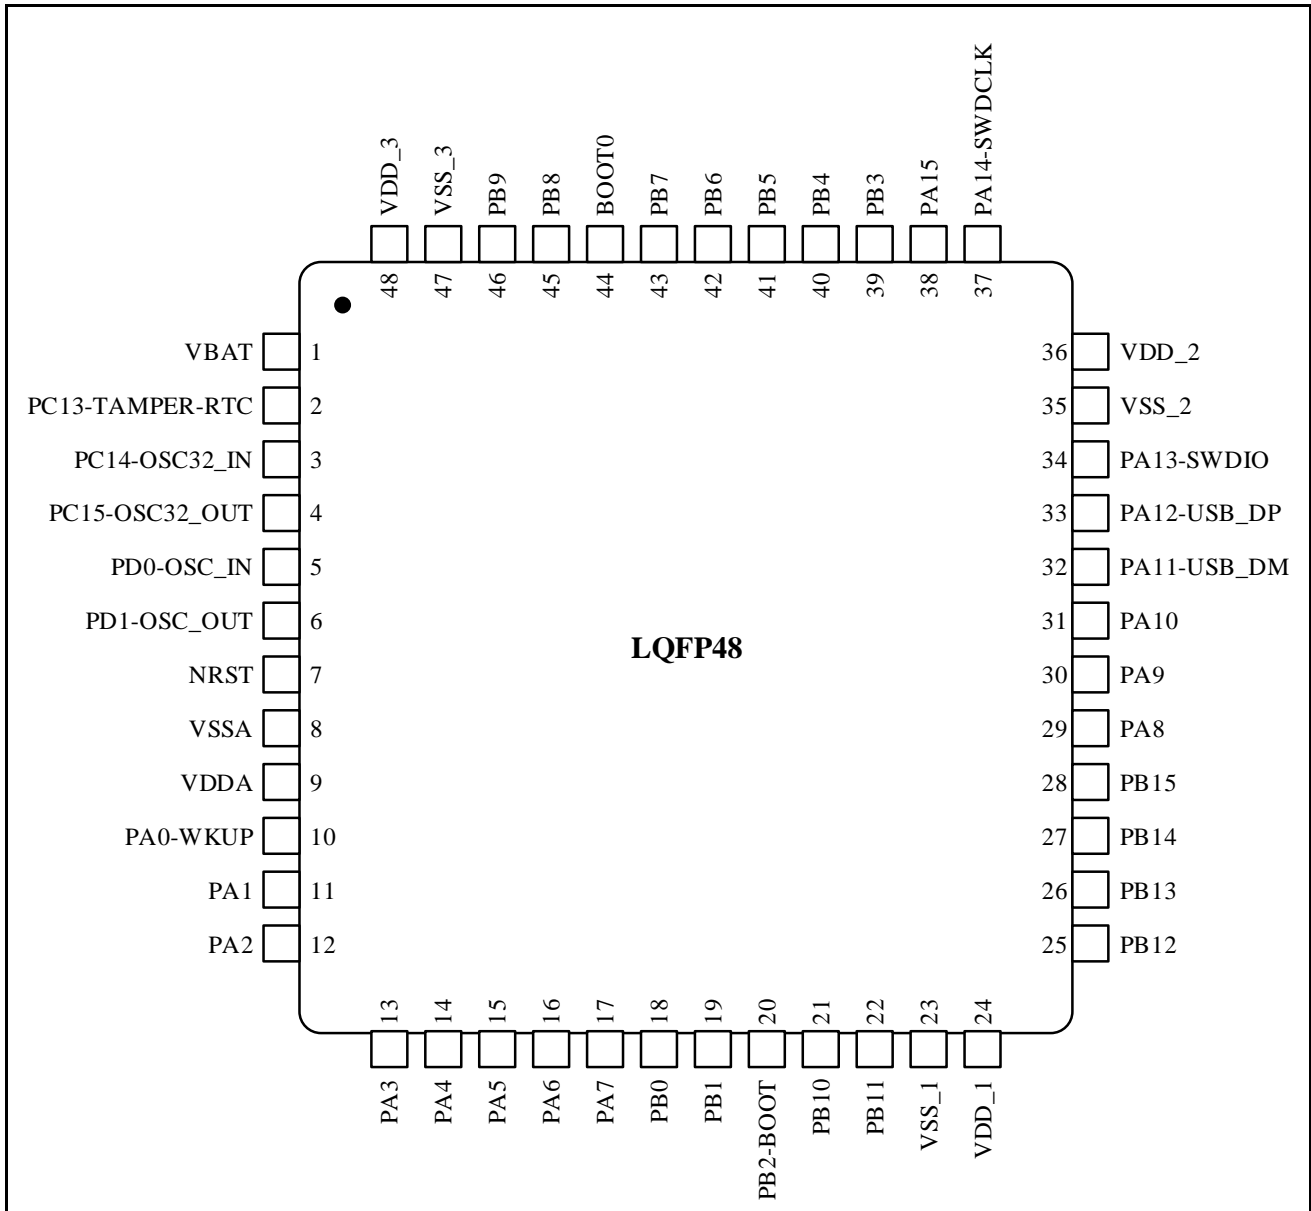 VDD_3
VSS_3
PB9
PB8
BOOT0
PB7
PB6
PB5
PB4
PB3
PA15
PA14-SWDCLK
48
47
46
45
44
43
42
41
40
39
38
37
VBAT 1
36 VDD_2
PC13-TAMPER-RTC 2
35 VSS_2
PC14-OSC32_IN 3
34 PA13-SWDIO
PC15-OSC32_OUT 4
33 PA12-USB_DP
PD0-OSC_IN 5
32 PA11-USB_DM
PD1-OSC_OUT 6
31 PA10
LQFP48
NRST 7
30 PA9
VSSA 8
29 PA8
VDDA 9
28 PB15
PA0-WKUP 10
27 PB14
PA1 11
26 PB13
PA2 12
25 PB12
13
14
15
16
17
18
19
20
21
22
23
24
PA3
PA4
PA5
PA6
PA7
PB0
PB1
PB2-BOOT
PB10
PB11
VSS_1
VDD_1